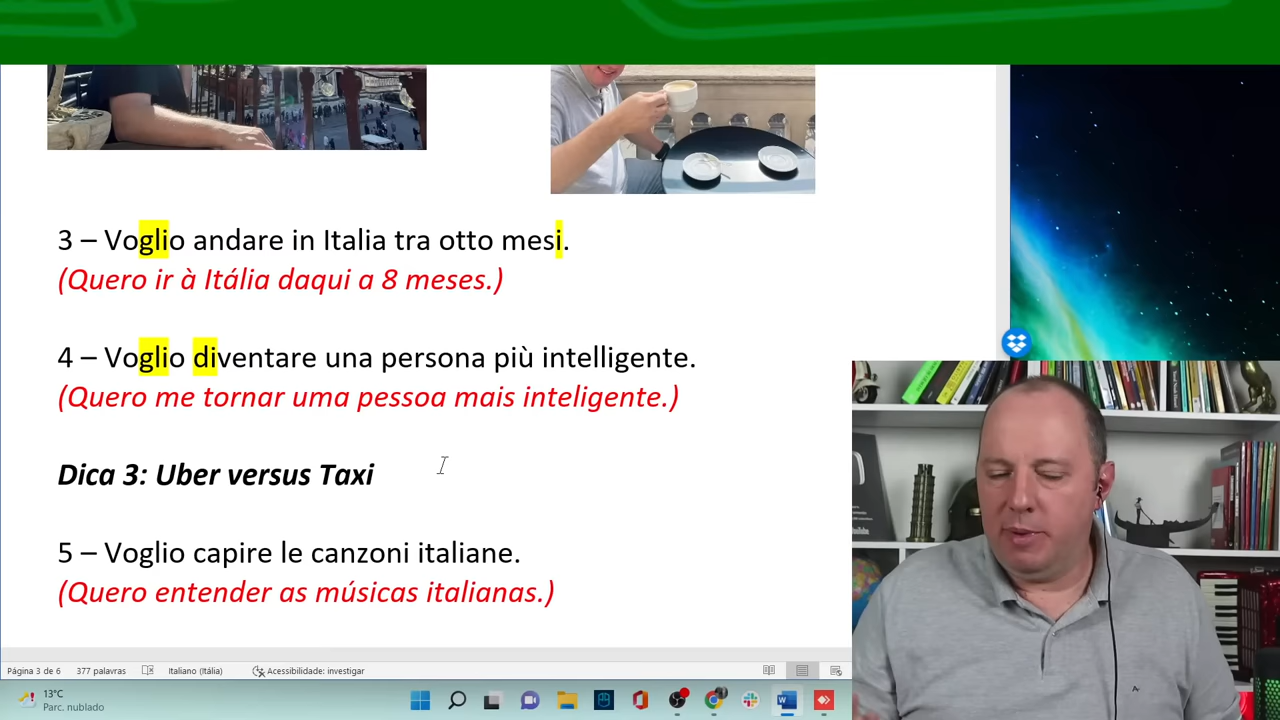 3 – Voglio andare in Italia tra otto mesi.
(Quero ir à Itália daqui a 8 meses.)
4 – Voglio diventare una persona più intelligente.
(Quero me tornar uma pessoa mais inteligente.)
Dica 3: Uber versus Taxi
5 – Voglio capire le canzoni italiane.
(Quero entender as músicas italianas.)
Página 3 de 6 377 palavras Italiano (Itália) Acessibilidade: investigar
13°C
Parc. nublado